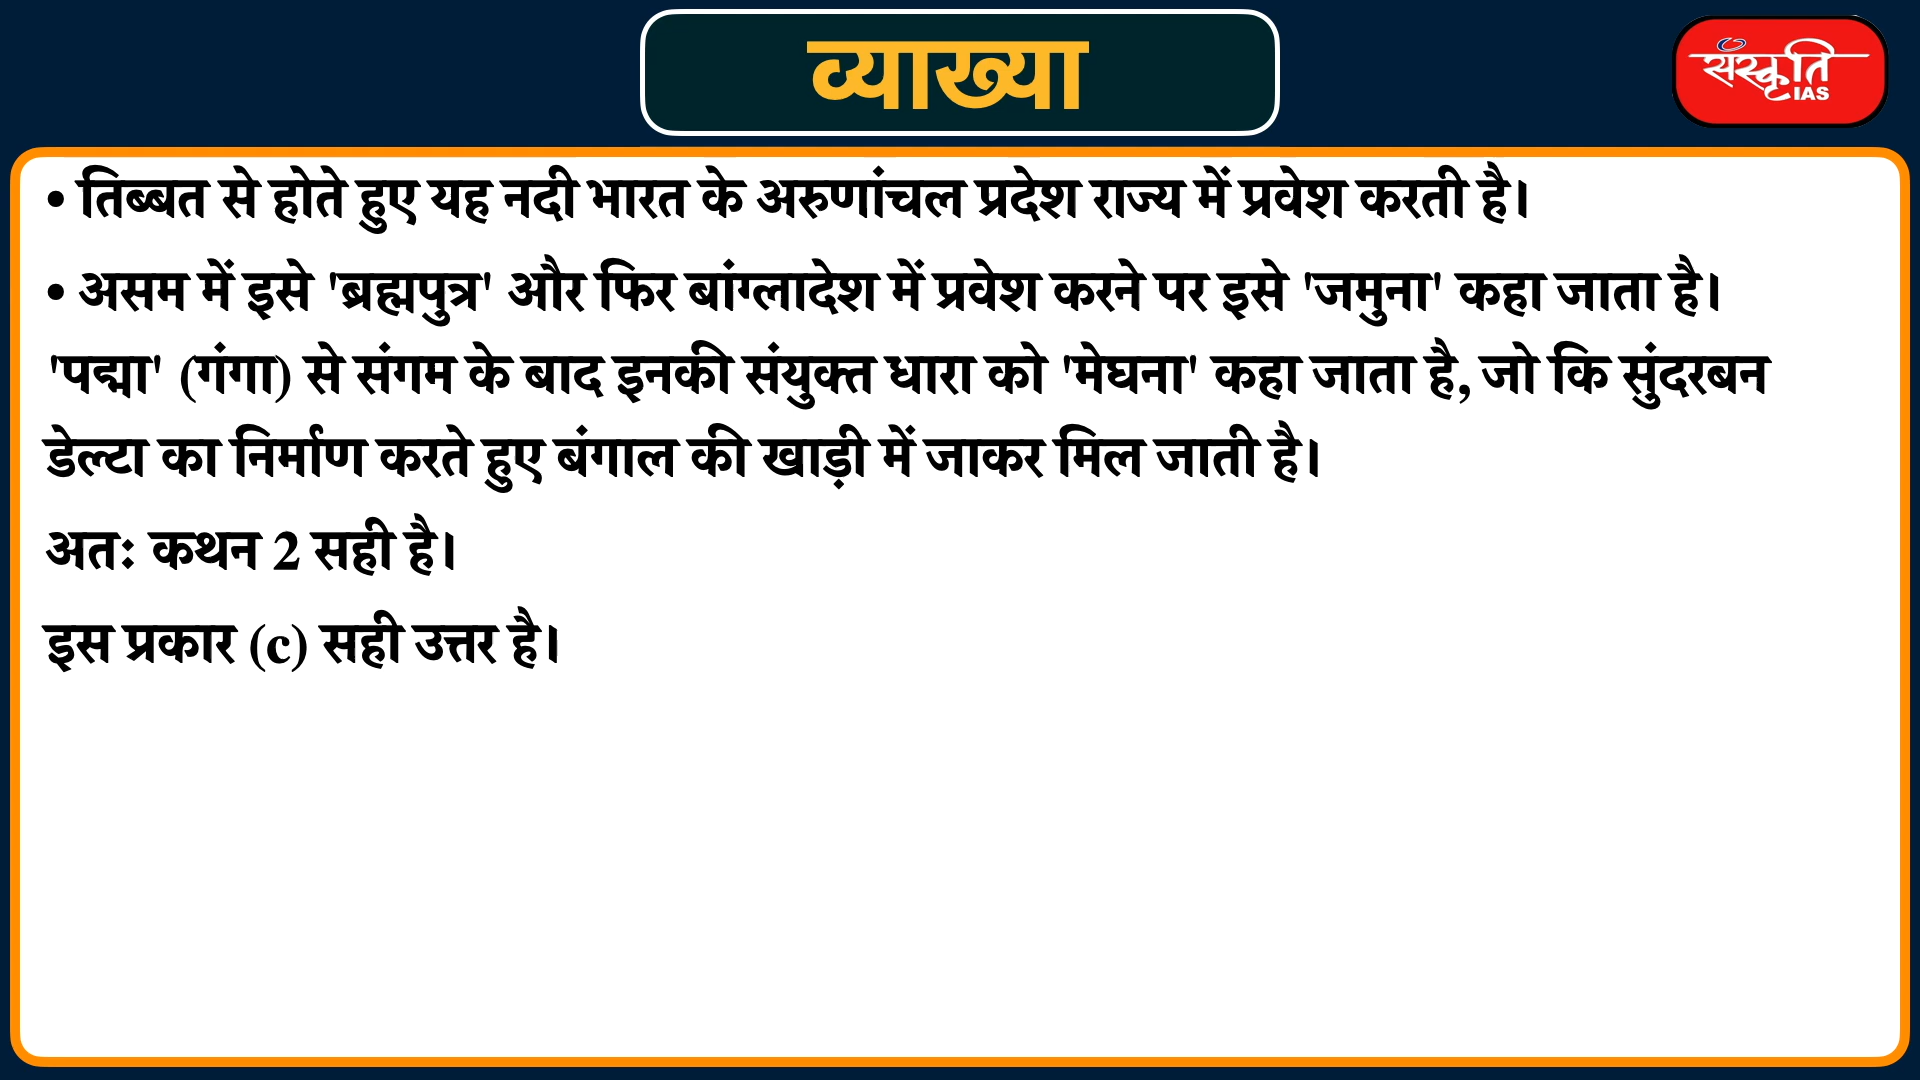 व्याख्या
संस्कृति
IAS
• तिब्बत से होते हुए यह नदी भारत के अरुणांचल प्रदेश राज्य में प्रवेश करती है।
• असम में इसे 'ब्रह्मपुत्र' और फिर बांग्लादेश में प्रवेश करने पर इसे 'जमुना' कहा जाता है।
'पद्मा' (गंगा) से संगम के बाद इनकी संयुक्त धारा को 'मेघना' कहा जाता है, जो कि सुंदरबन
डेल्टा का निर्माण करते हुए बंगाल की खाड़ी में जाकर मिल जाती है।
अतः कथन 2 सही है।
इस प्रकार (c) सही उत्तर है।